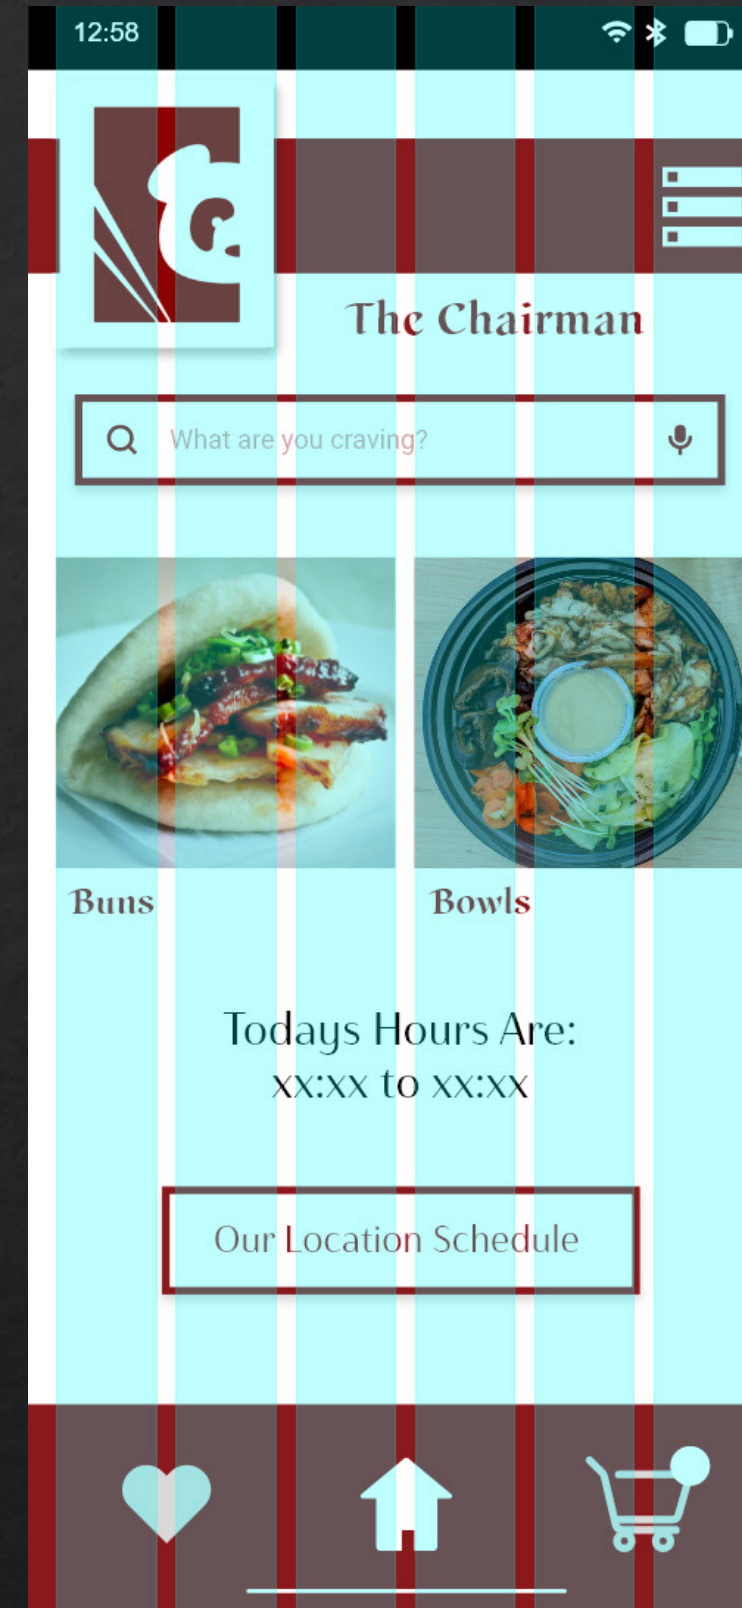 12:58
The Chairman
What are you craving?
Buns
Bowls
Todays Hours Are:
xx:xx to xx:xx
Our Location Schedule